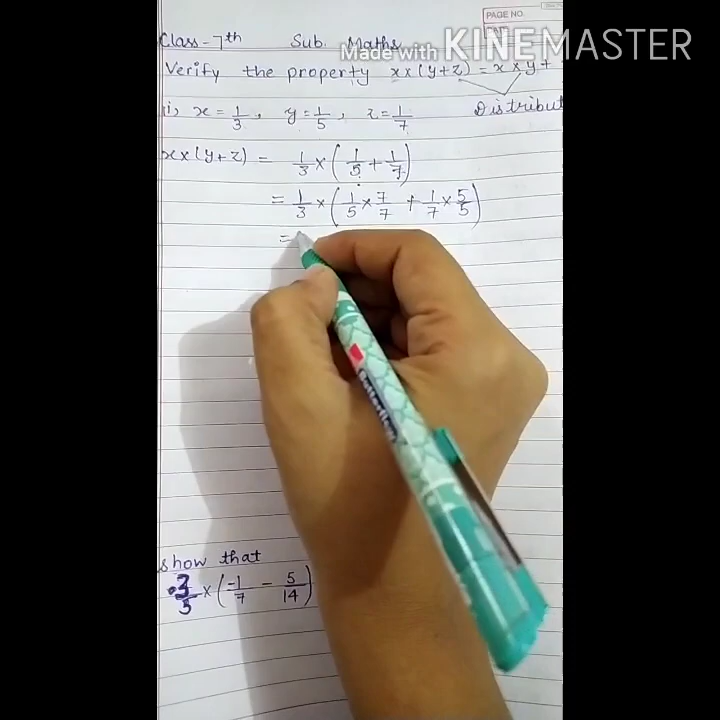 PAGE NO.
Class-7th Sub. Maths
Made with KINEMASTER
Verify the property x×(y+z) = x×y+
i) x = 1/3, y = 1/5, z = 1/7 Distribut
x×(y+z) = 1/3 × (1/5 + 1/7)
= 1/3 × (1/5 × 7/7 + 1/7 × 5/5)
=
show that
× (-1/7 - 5/14)
Butterflow